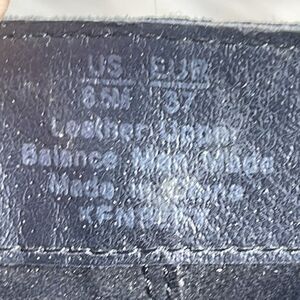 US EUR
6.5M 37
Leather Upper
Balance Man Made
Made in China